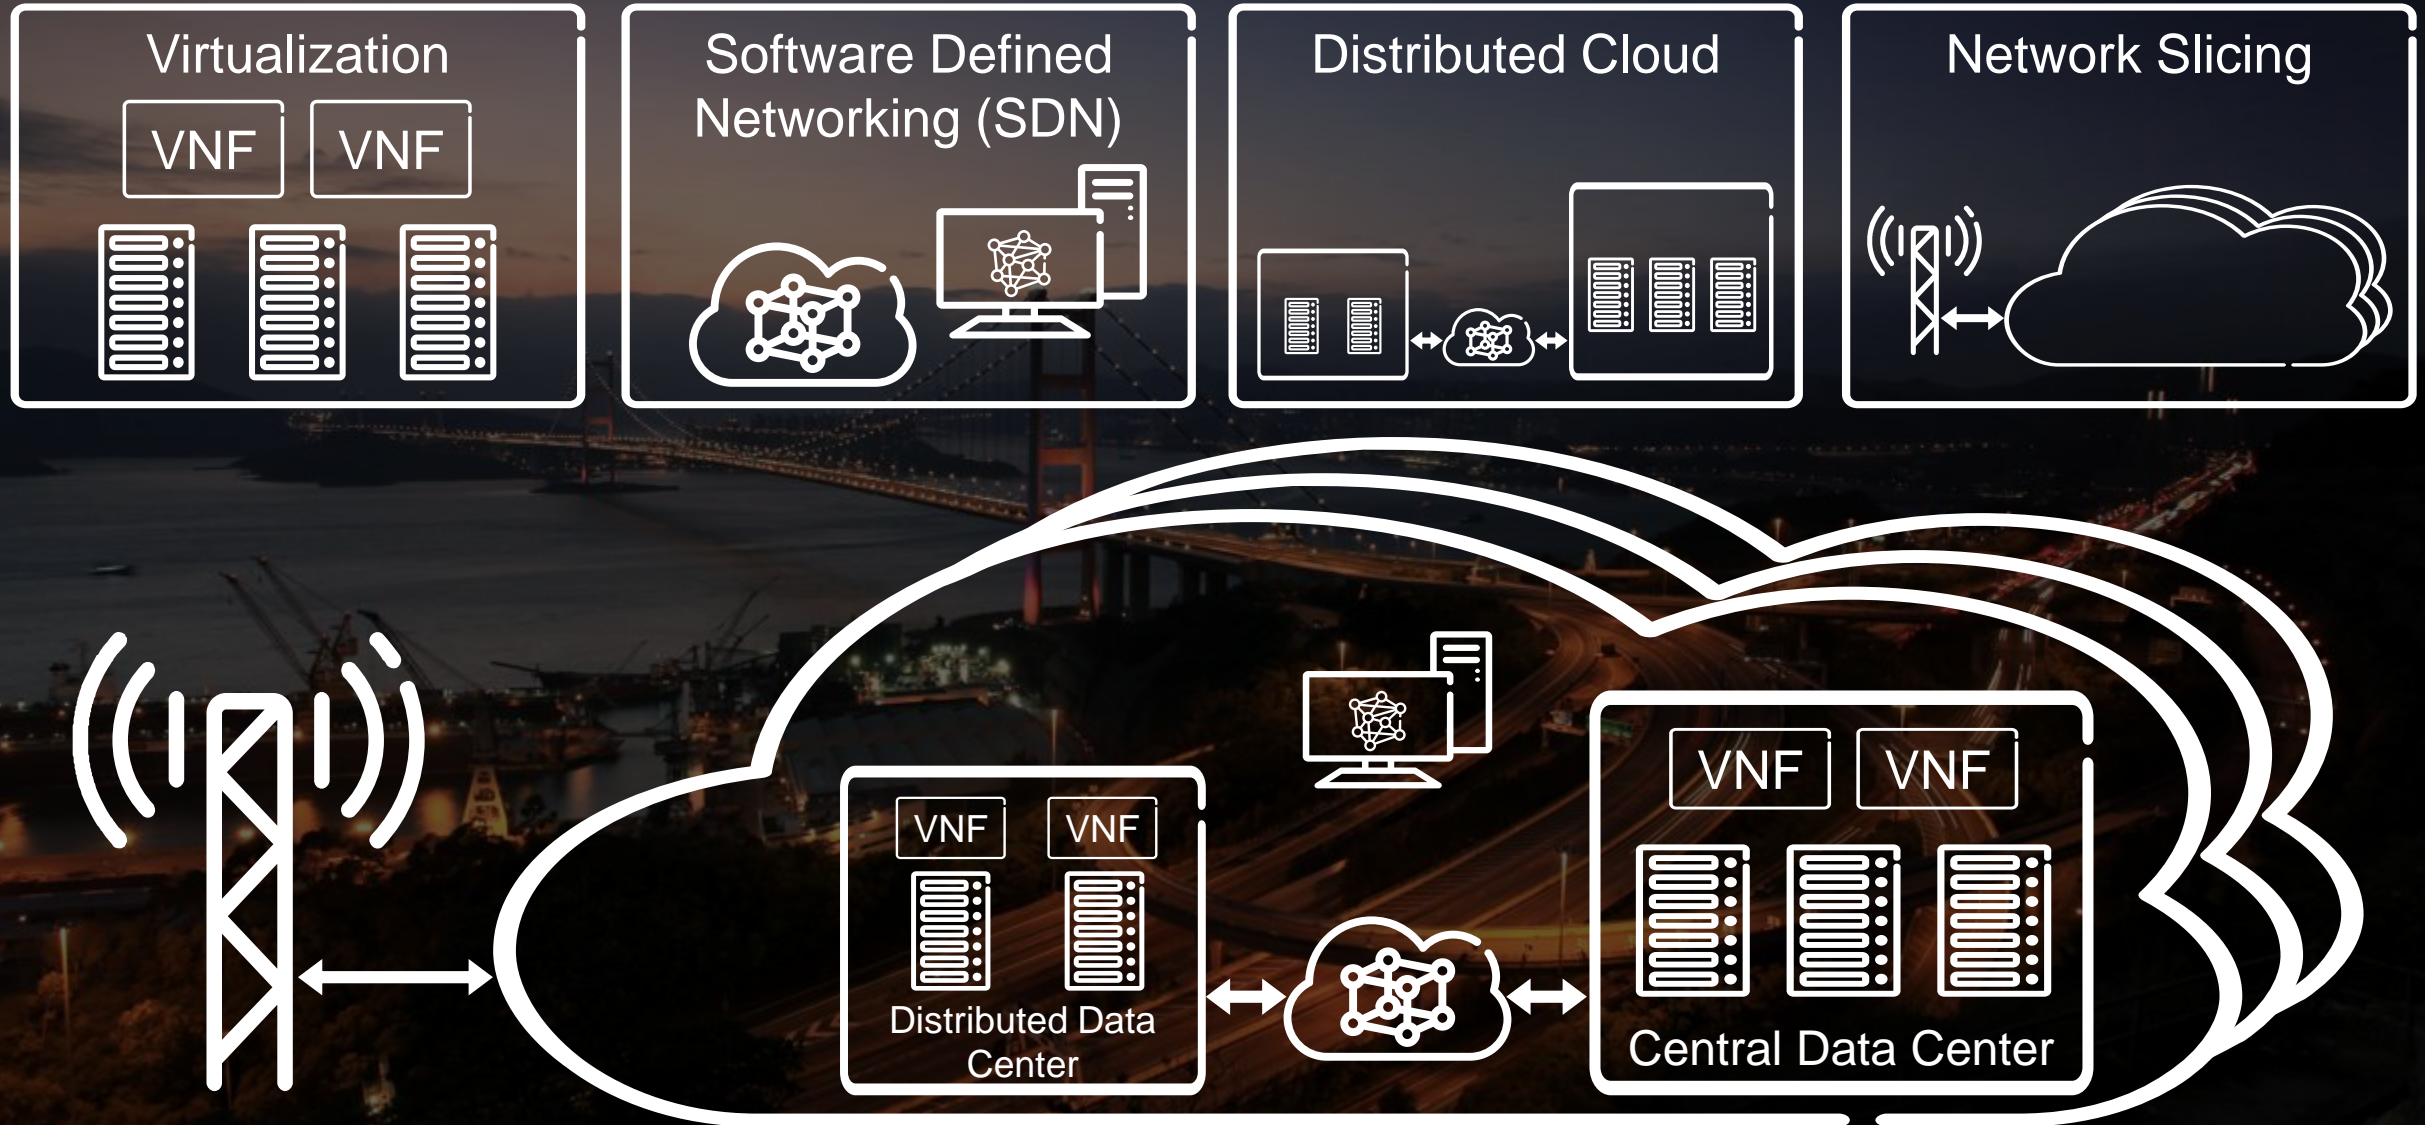 Virtualization
VNF VNF
Software Defined
Networking (SDN)
Distributed Cloud
Network Slicing
VNF VNF
Distributed Data
Center
VNF VNF
Central Data Center